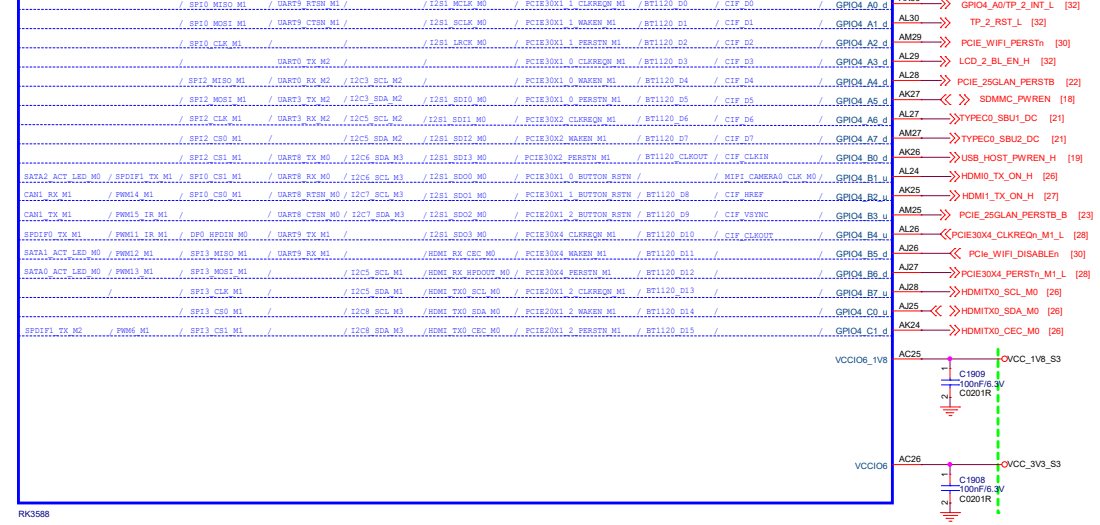 / SPI0_MISO_M1 / UART9_RTSN_M1 / / I2S1_MCLK_M0 / PCIE30X1_1_CLKREQN_M1 / BT1120_D0 / CIF_D0 / GPIO4_A0_d GPIO4_A0/TP_2_INT_L [32]
/ SPI0_MOSI_M1 / UART9_CTSN_M1 / / I2S1_SCLK_M0 / PCIE30X1_1_WAKEN_M1 / BT1120_D1 / CIF_D1 / GPIO4_A1_d AL30 TP_2_RST_L [32]
/ SPI0_CLK_M1 / / I2S1_LRCK_M0 / PCIE30X1_1_PERSTN_M1 / BT1120_D2 / CIF_D2 / GPIO4_A2_d AM29 PCIE_WIFI_PERSTn [30]
/ UART0_TX_M2 / / / PCIE30X1_0_CLKREQN_M1 / BT1120_D3 / CIF_D3 / GPIO4_A3_d AL29 LCD_2_BL_EN_H [32]
/ SPI2_MISO_M1 / UART0_RX_M2 / I2C3_SCL_M2 / / PCIE30X1_0_WAKEN_M1 / BT1120_D4 / CIF_D4 / GPIO4_A4_d AL28 PCIE_25GLAN_PERSTB [22]
/ SPI2_MOSI_M1 / UART3_TX_M2 / I2C3_SDA_M2 / I2S1_SDI0_M0 / PCIE30X1_0_PERSTN_M1 / BT1120_D5 / CIF_D5 / GPIO4_A5_d AK27 SDMMC_PWREN [18]
/ SPI2_CLK_M1 / UART3_RX_M2 / I2C5_SCL_M2 / I2S1_SDI1_M0 / PCIE30X2_CLKREQN_M1 / BT1120_D6 / CIF_D6 / GPIO4_A6_d AL27 TYPEC0_SBU1_DC [21]
/ SPI2_CS0_M1 / / I2C5_SDA_M2 / I2S1_SDI2_M0 / PCIE30X2_WAKEN_M1 / BT1120_D7 / CIF_D7 / GPIO4_A7_d AM27 TYPEC0_SBU2_DC [21]
/ SPI2_CS1_M1 / UART8_TX_M0 / I2C6_SDA_M3 / I2S1_SDI3_M0 / PCIE30X2_PERSTN_M1 / BT1120_CLKOUT / CIF_CLKIN / GPIO4_B0_d AK26 USB_HOST_PWREN_H [19]
SATA2_ACT_LED_M0 / SPDIF1_TX_M1 / SPI0_CS1_M1 / UART8_RX_M0 / I2C6_SCL_M3 / I2S1_SDO0_M0 / PCIE30X1_0_BUTTON_RSTN / / MIPI_CAMERA0_CLK_M0 / GPIO4_B1_u AL24 HDMI0_TX_ON_H [26]
CAN1_RX_M1 / PWM14_M1 / SPI0_CS0_M1 / UART8_RTSN_M0 / I2C7_SCL_M3 / I2S1_SDO1_M0 / PCIE30X1_1_BUTTON_RSTN / BT1120_D8 / CIF_HREF / GPIO4_B2_u AK25 HDMI1_TX_ON_H [27]
CAN1_TX_M1 / PWM15_IR_M1 / / UART8_CTSN_M0 / I2C7_SDA_M3 / I2S1_SDO2_M0 / PCIE20X1_2_BUTTON_RSTN / BT1120_D9 / CIF_VSYNC / GPIO4_B3_u AM25 PCIE_25GLAN_PERSTB_B [23]
SPDIF0_TX_M1 / PWM11_IR_M1 / DP0_HPDIN_M0 / UART9_TX_M1 / / I2S1_SDO3_M0 / PCIE30X4_CLKREQN_M1 / BT1120_D10 / CIF_CLKOUT / GPIO4_B4_u AL26 PCIE30X4_CLKREQn_M1_L [28]
SATA1_ACT_LED_M0 / PWM12_M1 / SPI3_MISO_M1 / UART9_RX_M1 / / HDMI_RX_CEC_M0 / PCIE30X4_WAKEN_M1 / BT1120_D11 / / GPIO4_B5_d AJ26 PCIe_WIFI_DISABLEn [30]
SATA0_ACT_LED_M0 / PWM13_M1 / SPI3_MOSI_M1 / / I2C5_SCL_M1 / HDMI_RX_HPDOUT_M0 / PCIE30X4_PERSTN_M1 / BT1120_D12 / / GPIO4_B6_d AJ27 PCIE30X4_PERSTn_M1_L [28]
/ / SPI3_CLK_M1 / / I2C5_SDA_M1 / HDMI_TX0_SCL_M0 / PCIE20X1_2_CLKREQN_M1 / BT1120_D13 / / GPIO4_B7_u AJ28 HDMITX0_SCL_M0 [26]
/ SPI3_CS0_M1 / / I2C8_SCL_M3 / HDMI_TX0_SDA_M0 / PCIE20X1_2_WAKEN_M1 / BT1120_D14 / / GPIO4_C0_u AJ25 HDMITX0_SDA_M0 [26]
SPDIF1_TX_M2 / PWM6_M1 / SPI3_CS1_M1 / / I2C8_SDA_M3 / HDMI_TX0_CEC_M0 / PCIE20X1_2_PERSTN_M1 / BT1120_D15 / / GPIO4_C1_d AK24 HDMITX0_CEC_M0 [26]
VCCIO6_1V8 AC25 VCC_1V8_S3
1 C1909
100nF/6.3V
2 C0201R
VCCIO6 AC26 VCC_3V3_S3
1 C1908
100nF/6.3V
2 C0201R
RK3588